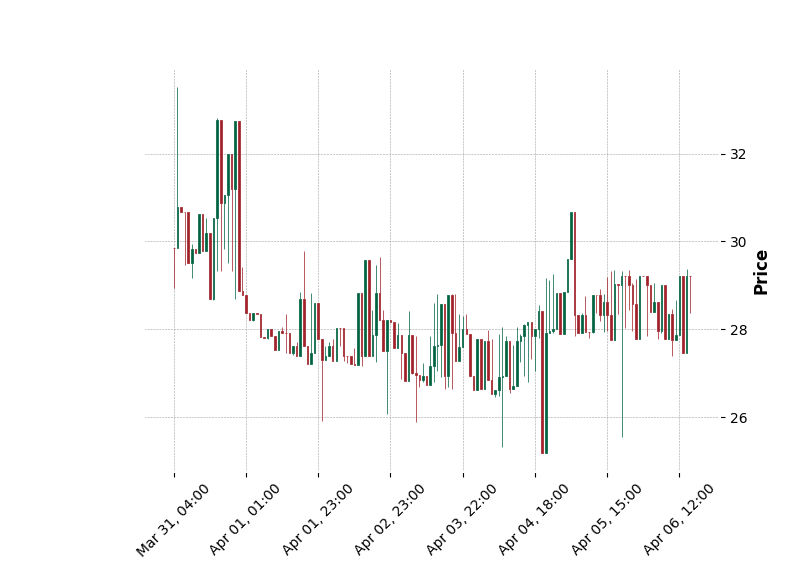 32
30
28
26
Price
Mar 31, 04:00
Apr 01, 01:00
Apr 01, 23:00
Apr 02, 23:00
Apr 03, 22:00
Apr 04, 18:00
Apr 05, 15:00
Apr 06, 12:00